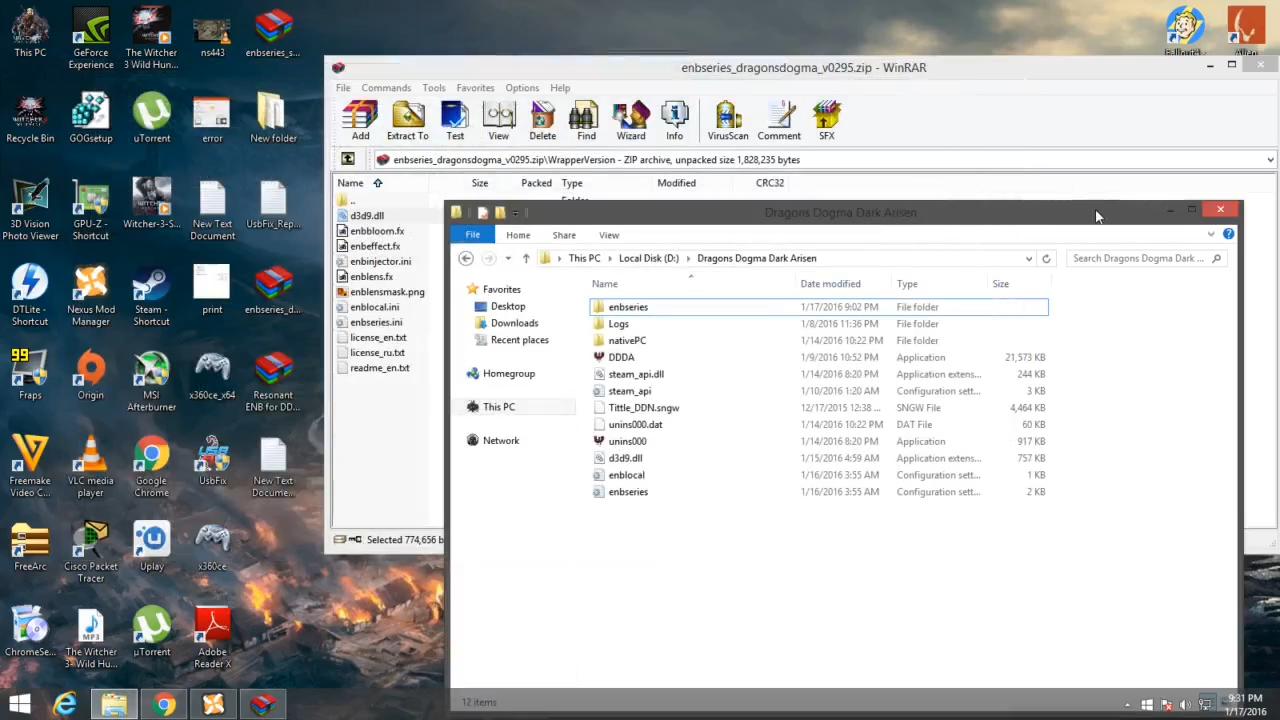 This PC
GeForce
Experience
The Witcher
3 Wild Hun...
ns443
enbseries_s...
Fallout4
Alien
Recycle Bin
GOGsetup
uTorrent
error
New folder
3D Vision
Photo Viewer
GPU-Z -
Shortcut
Witcher-3-S...
New Text
Document
UsbFix_Rep...
DTLite -
Shortcut
Nexus Mod
Manager
Steam -
Shortcut
print
enbseries_d...
99
Fraps
Origin
MSI
Afterburner
x360ce_x64
Resonant
ENB for DD...
Freemake
Video C...
VLC media
player
Google
Chrome
UsbFix
New Text
Docume...
FreeArc
Cisco Packet
Tracer
Uplay
x360ce
ChromeSe...
The Witcher
3- Wild Hu...
µTorrent
Adobe
Reader X
enbseries_dragonsdogma_v0295.zip - WinRAR
File Commands Tools Favorites Options Help
Add Extract To Test View Delete Find Wizard Info VirusScan Comment SFX
enbseries_dragonsdogma_v0295.zip\WrapperVersion - ZIP archive, unpacked size 1,828,235 bytes
Name Size Packed Type Modified CRC32
..
d3d9.dll
enbbloom.fx
enbeffect.fx
enbinjector.ini
enblens.fx
enblensmask.png
enblocal.ini
enbseries.ini
license_en.txt
license_ru.txt
readme_en.txt
Selected 774,656 b
Dragons Dogma Dark Arisen
File Home Share View
This PC Local Disk (D:) Dragons Dogma Dark Arisen
Search Dragons Dogma Dark ...
Favorites
Desktop
Downloads
Recent places
Homegroup
This PC
Network
Name Date modified Type Size
enbseries 1/17/2016 9:02 PM File folder
Logs 1/8/2016 11:36 PM File folder
nativePC 1/14/2016 10:22 PM File folder
DDDA 1/9/2016 10:52 PM Application 21,573 KB
steam_api.dll 1/14/2016 8:20 PM Application extens... 244 KB
steam_api 1/10/2016 1:20 AM Configuration sett... 3 KB
Tittle_DDN.sngw 12/17/2015 12:38 ... SNGW File 4,464 KB
unins000.dat 1/14/2016 10:22 PM DAT File 60 KB
unins000 1/14/2016 8:20 PM Application 917 KB
d3d9.dll 1/15/2016 4:59 AM Application extens... 757 KB
enblocal 1/16/2016 3:55 AM Configuration sett... 1 KB
enbseries 1/16/2016 3:55 AM Configuration sett... 2 KB
12 items
9:31 PM
1/17/2016